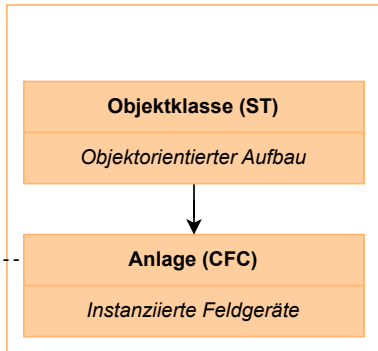 Objektklasse (ST)
Objektorientierter Aufbau
Anlage (CFC)
Instanziierte Feldgeräte